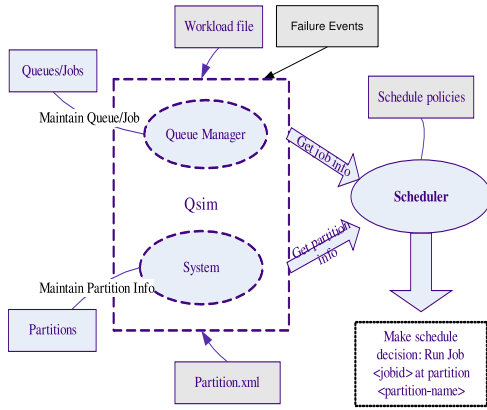 Workload file
Failure Events
Queues/Jobs
Maintain Queue/Job
Queue Manager
Schedule policies
Get job info
Qsim
Scheduler
Get partition
info
System
Maintain Partition Info
Partitions
Make schedule
decision: Run Job
<jobid> at partition
<partition-name>
Partition.xml